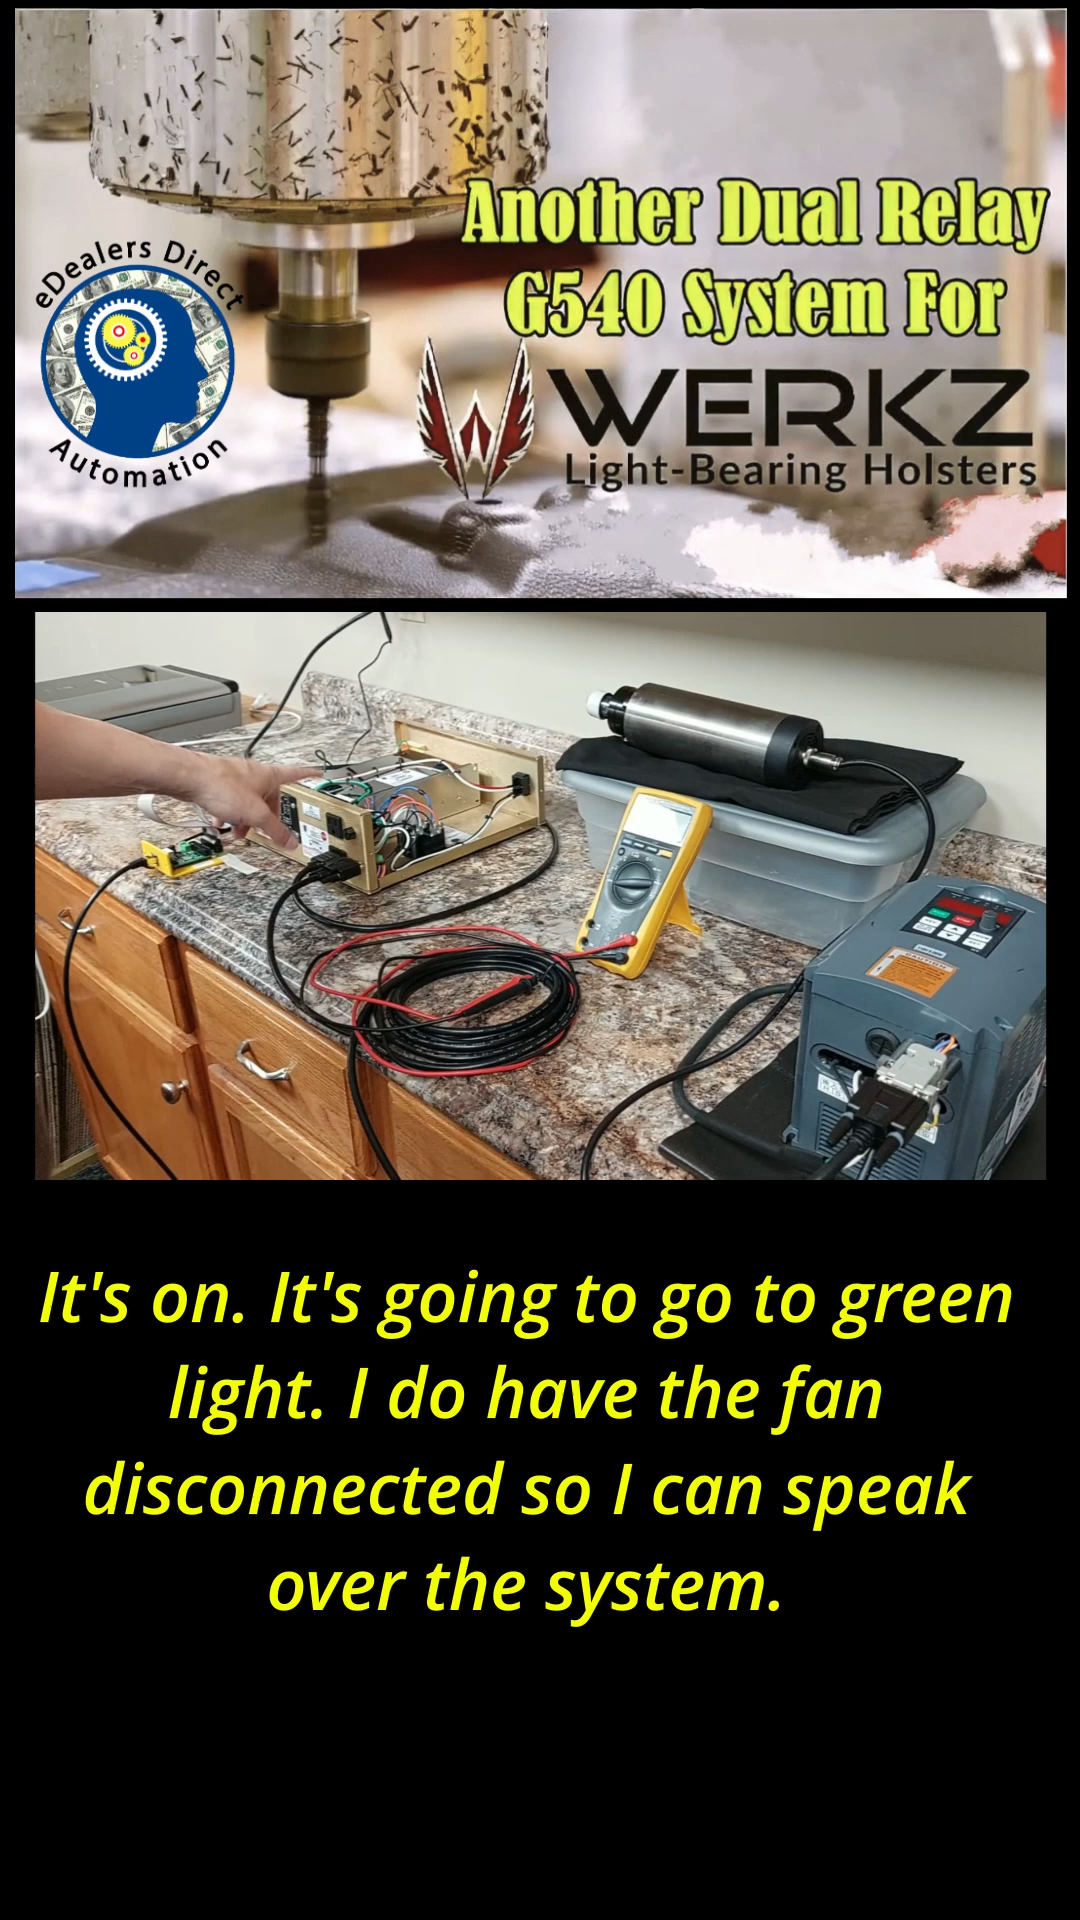 Another Dual Relay
G540 System For
eDealers Direct
Automation
WERKZ
Light-Bearing Holsters
It's on. It's going to go to green
light. I do have the fan
disconnected so I can speak
over the system.